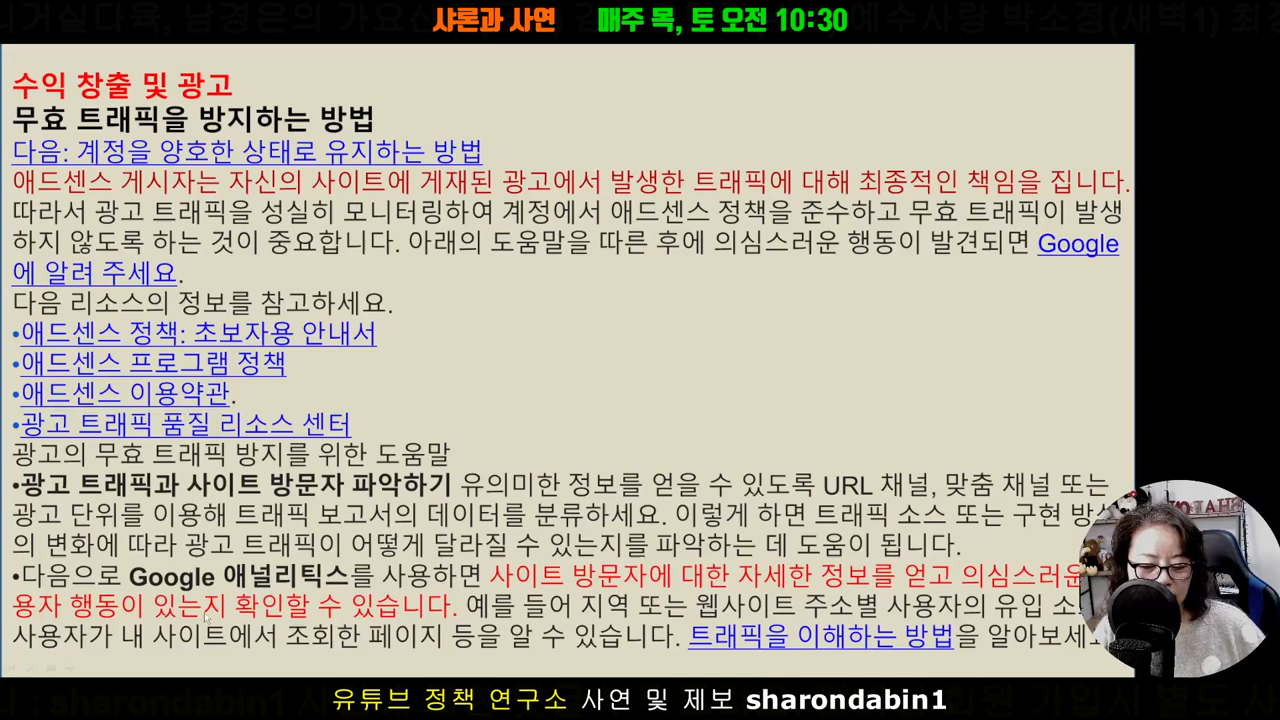 샤론과 사연 매주 목, 토 오전 10:30
수익 창출 및 광고
무효 트래픽을 방지하는 방법
다음: 계정을 양호한 상태로 유지하는 방법
애드센스 게시자는 자신의 사이트에 게재된 광고에서 발생한 트래픽에 대해 최종적인 책임을 집니다.
따라서 광고 트래픽을 성실히 모니터링하여 계정에서 애드센스 정책을 준수하고 무효 트래픽이 발생
하지 않도록 하는 것이 중요합니다. 아래의 도움말을 따른 후에 의심스러운 행동이 발견되면 Google
에 알려 주세요.
다음 리소스의 정보를 참고하세요.
•애드센스 정책: 초보자용 안내서
•애드센스 프로그램 정책
•애드센스 이용약관.
•광고 트래픽 품질 리소스 센터
광고의 무효 트래픽 방지를 위한 도움말
•광고 트래픽과 사이트 방문자 파악하기 유의미한 정보를 얻을 수 있도록 URL 채널, 맞춤 채널 또는
광고 단위를 이용해 트래픽 보고서의 데이터를 분류하세요. 이렇게 하면 트래픽 소스 또는 구현
의 변화에 따라 광고 트래픽이 어떻게 달라질 수 있는지를 파악하는 데 도움이 됩니다.
•다음으로 Google 애널리틱스를 사용하면 사이트 방문자에 대한 자세한 정보를 얻고 의심스러운
용자 행동이 있는지 확인할 수 있습니다. 예를 들어 지역 또는 웹사이트 주소별 사용자의 유입
사용자가 내 사이트에서 조회한 페이지 등을 알 수 있습니다. 트래픽을 이해하는 방법을
유튜브 정책 연구소 사연 및 제보 sharondabin1